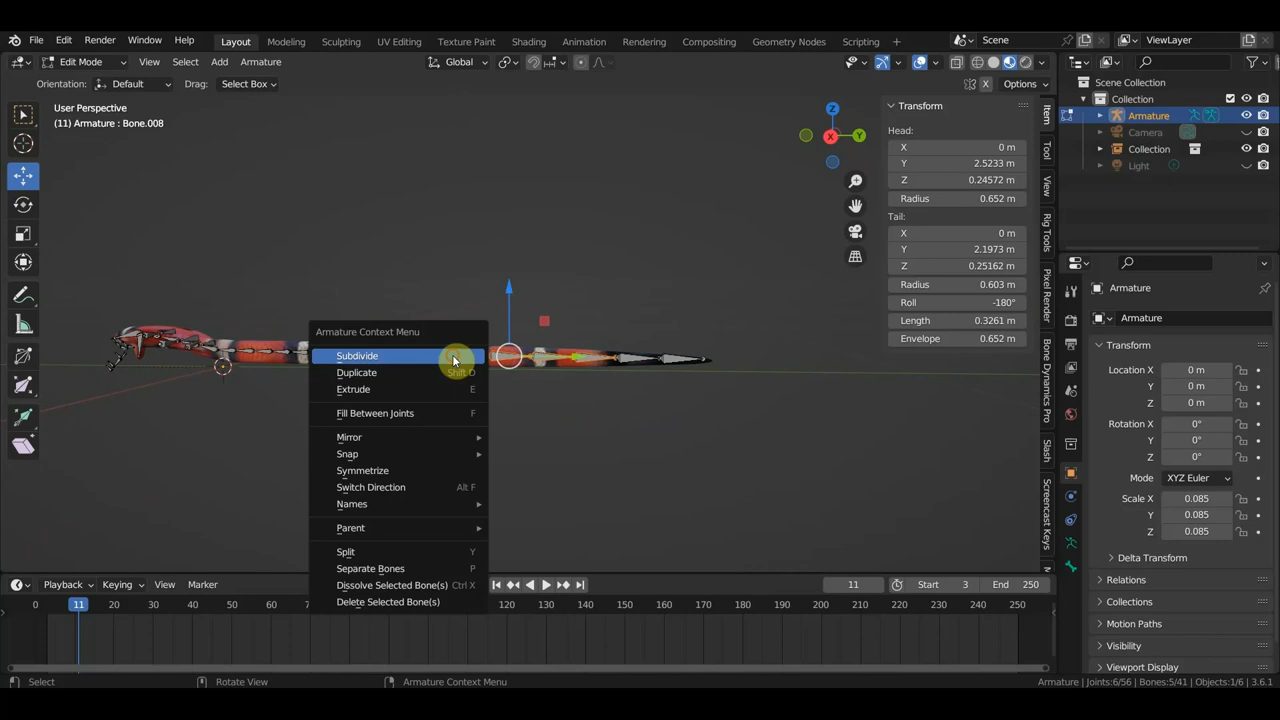 File Edit Render Window Help Layout Modeling Sculpting UV Editing Texture Paint Shading Animation Rendering Compositing Geometry Nodes Scripting + Scene ViewLayer
Edit Mode View Select Add Armature Global
Orientation: Default Drag: Select Box X Options
User Perspective
(11) Armature : Bone.008
Z
Y
X
Transform
Head:
X 0 m
Y 2.5233 m
Z 0.24572 m
Radius 0.652 m
Tail:
X 0 m
Y 2.1973 m
Z 0.25162 m
Radius 0.603 m
Roll -180°
Length 0.3261 m
Envelope 0.652 m
Item
Tool
View
Rig Tools
Pixel Render
Bone Dynamics Pro
Slash
Screencast Keys
M
Scene Collection
Collection
Armature
Camera
Collection
Light
Armature
Armature
Transform
Location X 0 m
Y 0 m
Z 0 m
Rotation X 0°
Y 0°
Z 0°
Mode XYZ Euler
Scale X 0.085
Y 0.085
Z 0.085
Delta Transform
Relations
Collections
Motion Paths
Visibility
Viewport Display
Armature Context Menu
Subdivide
Duplicate Shift D
Extrude E
Fill Between Joints F
Mirror
Snap
Symmetrize
Switch Direction Alt F
Names
Parent
Split Y
Separate Bones P
Dissolve Selected Bone(s) Ctrl X
Delete Selected Bone(s)
Playback Keying View Marker 11 Start 3 End 250
0 11 20 30 40 50 60 120 130 140 150 160 170 180 190 200 210 220 230 240 250
Select Rotate View Armature Context Menu Armature | Joints:6/56 | Bones:5/41 | Objects:1/6 | 3.6.1